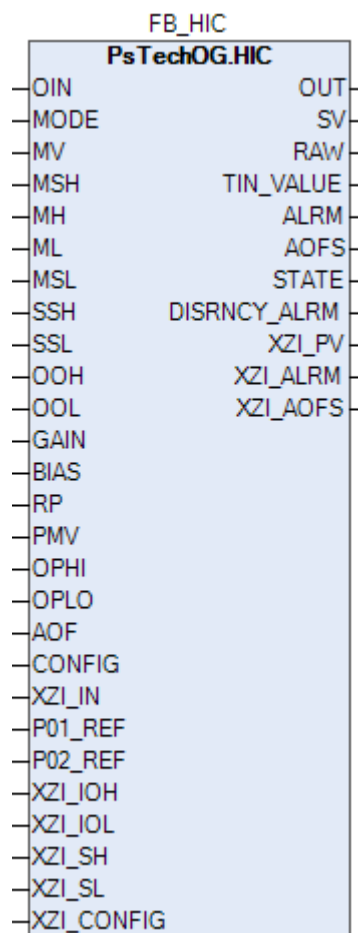 FB_HIC
PsTechOG.HIC
OIN OUT
MODE SV
MV RAW
MSH TIN_VALUE
MH ALRM
ML AOFS
MSL STATE
SSH DISRNCY_ALRM
SSL XZI_PV
OOH XZI_ALRM
OOL XZI_AOFS
GAIN
BIAS
RP
PMV
OPHI
OPLO
AOF
CONFIG
XZI_IN
P01_REF
P02_REF
XZI_IOH
XZI_IOL
XZI_SH
XZI_SL
XZI_CONFIG